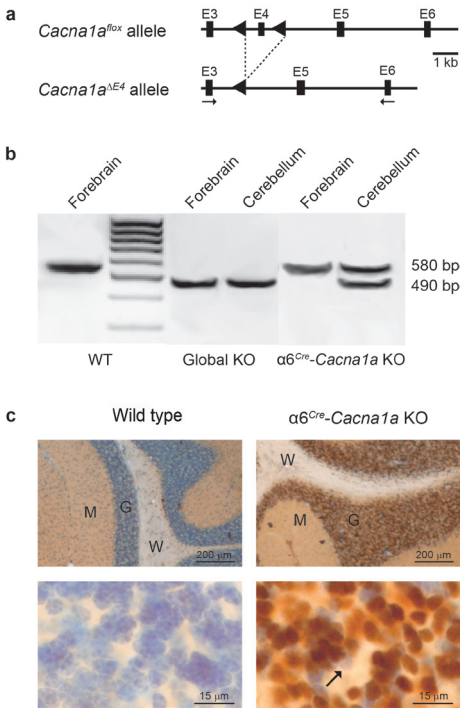 a
E3 E4 E5 E6
Cacna1a^flox allele
1 kb
E3 E5 E6
Cacna1a^ΔE4 allele
b
Forebrain Forebrain Cerebellum Forebrain Cerebellum
580 bp
490 bp
WT Global KO α6^Cre-Cacna1a KO
c
Wild type α6^Cre-Cacna1a KO
M G W 200 μm
W M G 200 μm
15 μm 15 μm